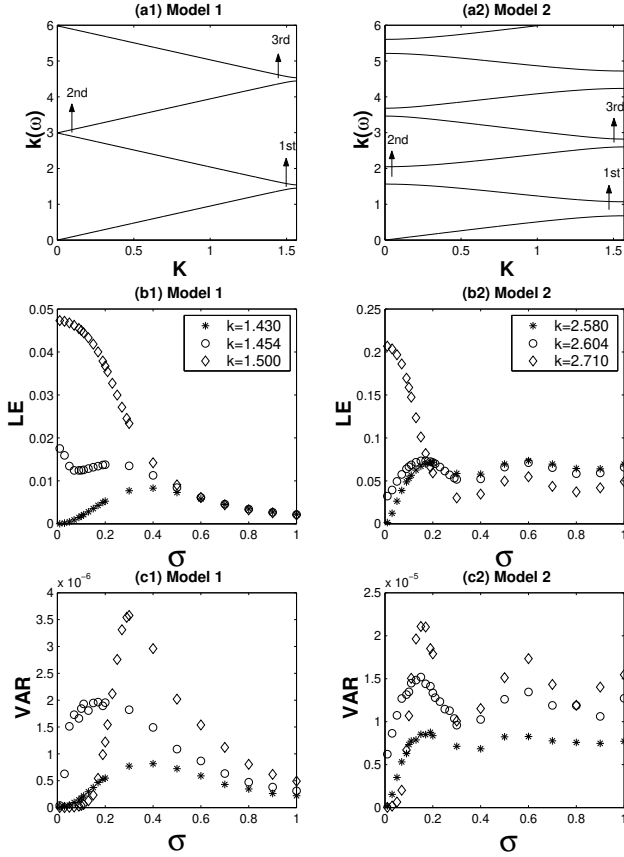 (a1) Model 1
(a2) Model 2
6
5
4
3
2
1
0
k(ω)
3rd
2nd
1st
0
0.5
1
1.5
K
6
5
4
3
2
1
0
k(ω)
3rd
2nd
1st
0
0.5
1
1.5
K
(b1) Model 1
(b2) Model 2
0.05
0.04
0.03
0.02
0.01
0
LE
k=1.430
k=1.454
k=1.500
0
0.2
0.4
0.6
0.8
1
σ
0.25
0.2
0.15
0.1
0.05
0
LE
k=2.580
k=2.604
k=2.710
0
0.2
0.4
0.6
0.8
1
σ
(c1) Model 1
(c2) Model 2
x 10⁻⁶
4
3.5
3
2.5
2
1.5
1
0.5
0
VAR
0
0.2
0.4
0.6
0.8
1
σ
x 10⁻⁵
2.5
2
1.5
1
0.5
0
VAR
0
0.2
0.4
0.6
0.8
1
σ